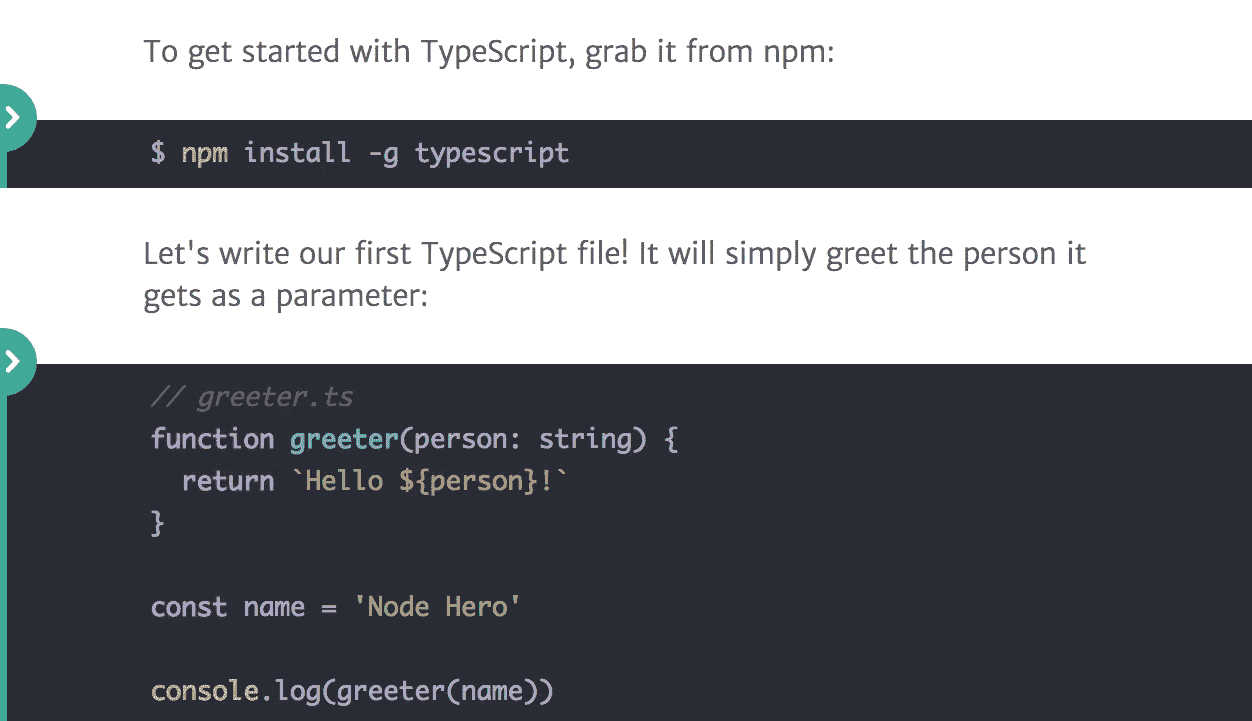 To get started with TypeScript, grab it from npm:
$ npm install -g typescript
Let's write our first TypeScript file! It will simply greet the person it
gets as a parameter:
// greeter.ts
function greeter(person: string) {
  return `Hello ${person}!`
}
const name = 'Node Hero'
console.log(greeter(name))